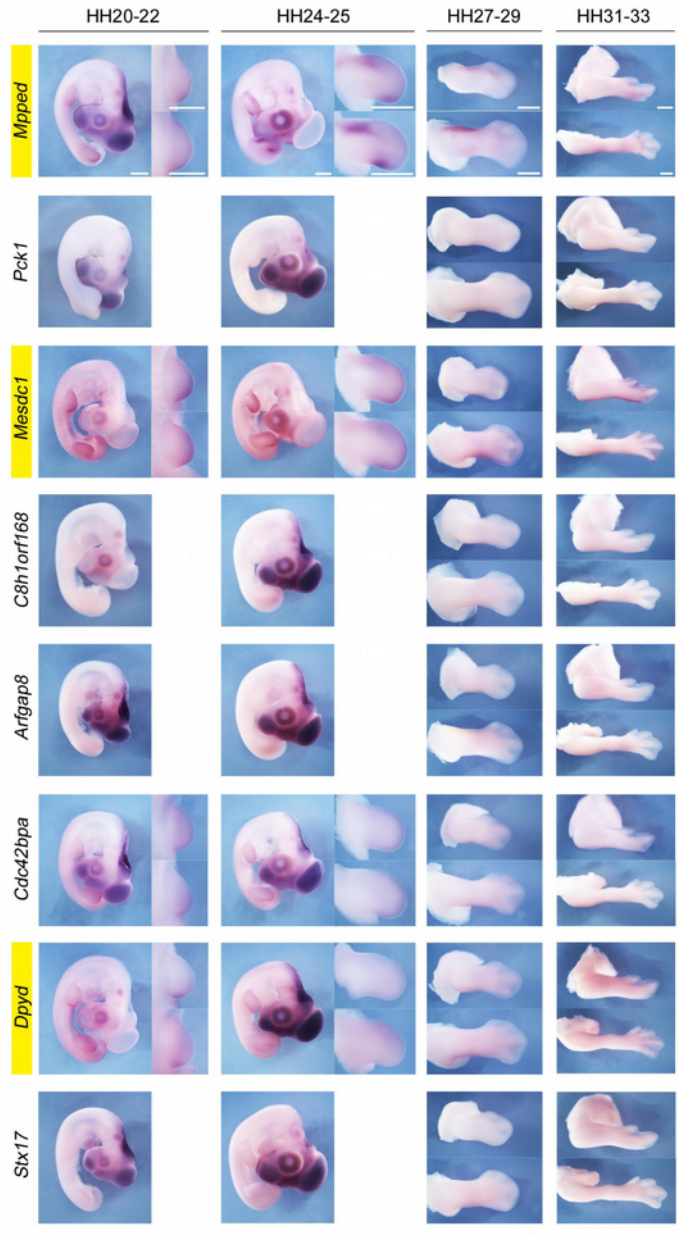 HH20-22 HH24-25 HH27-29 HH31-33
Mpped
Pck1
Mesdc1
C8h1orf168
Arfgap8
Cdc42bpa
Dpyd
Stx17